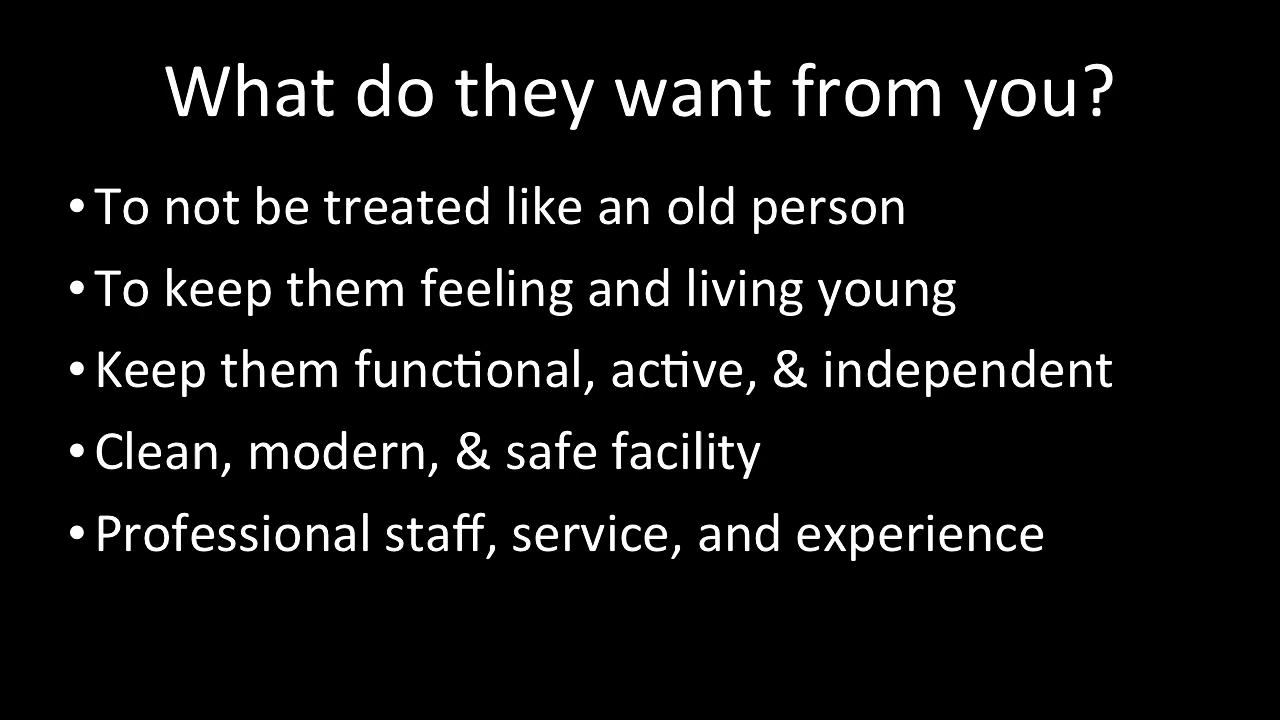 What do they want from you?
• To not be treated like an old person
• To keep them feeling and living young
• Keep them functional, active, & independent
• Clean, modern, & safe facility
• Professional staff, service, and experience